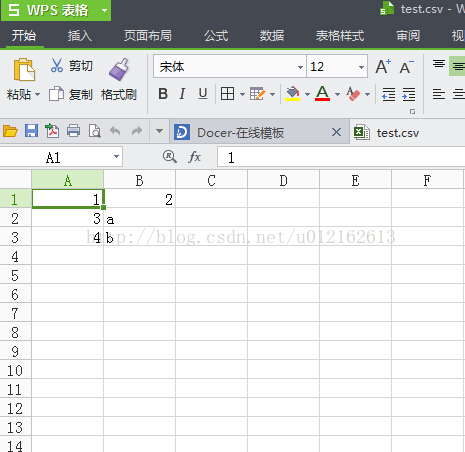 WPS 表格
test.csv - W
开始 插入 页面布局 公式 数据 表格样式 审阅
剪切
宋体 12 A+ A-
粘贴 复制 格式刷 B I U A
Docer-在线模板 test.csv
A1 fx 1
A B C D E F
1 1 2
2 3 a
3 4 b
http://blog.csdn.net/u012162613
4
5
6
7
8
9
10
11
12
13
14